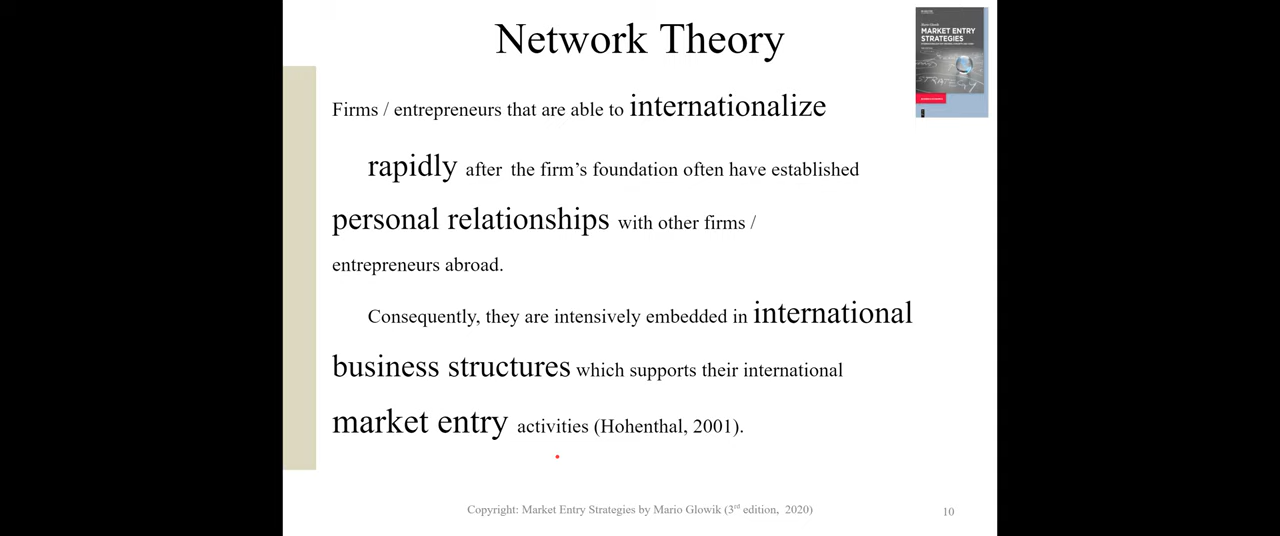 Network Theory
MARKET ENTRY
STRATEGIES
Firms / entrepreneurs that are able to internationalize
rapidly after the firm’s foundation often have established
personal relationships with other firms /
entrepreneurs abroad.
Consequently, they are intensively embedded in international
business structures which supports their international
market entry activities (Hohenthal, 2001).
Copyright: Market Entry Strategies by Mario Glowik (3rd edition, 2020)
10